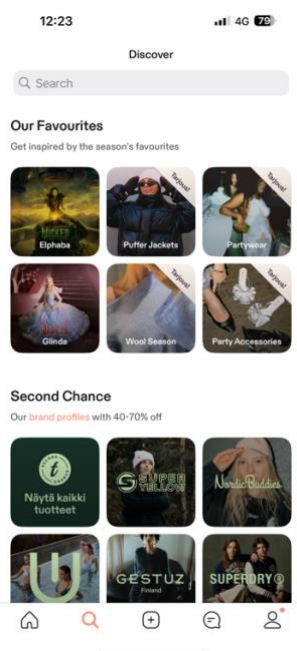 12:23
4G 79
Discover
Search
Our Favourites
Get inspired by the season's favourites
WICKED
Elphaba
Tarjous!
Puffer Jackets
Tarjous!
Partywear
Glinda
Tarjous!
Wool Season
Tarjous!
Party Accessories
Second Chance
Our brand profiles with 40-70% off
t
Näytä kaikki
tuotteet
SUPER
YELLOW
NordicBuddies
U
GESTUZ
Finland
SUPERDRY®